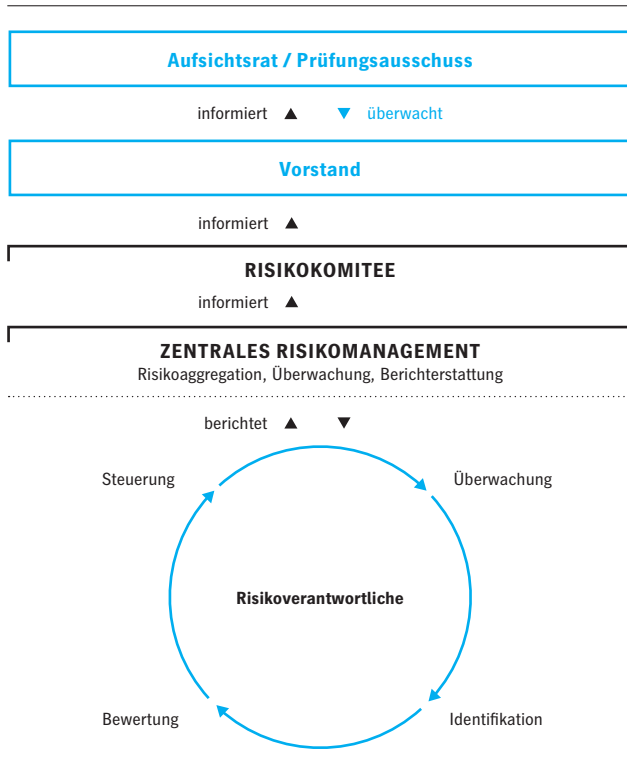 Aufsichtsrat / Prüfungsausschuss
informiert ▲ ▼ überwacht
Vorstand
informiert ▲
RISIKOKOMITEE
informiert ▲
ZENTRALES RISIKOMANAGEMENT
Risikoaggregation, Überwachung, Berichterstattung
berichtet ▲ ▼
Steuerung
Überwachung
Risikoverantwortliche
Bewertung
Identifikation